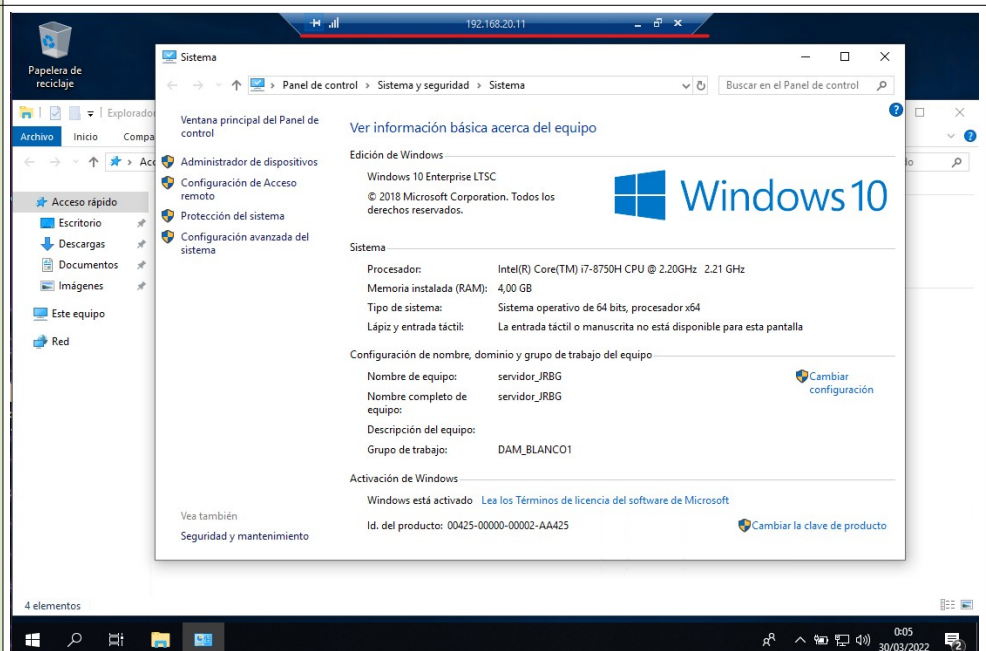 192.168.20.11
Papelera de
reciclaje
Sistema
Panel de control > Sistema y seguridad > Sistema
Buscar en el Panel de control
Explorador
Archivo Inicio Compa
Acc
lo
Acceso rápido
Escritorio
Descargas
Documentos
Imágenes
Este equipo
Red
Ventana principal del Panel de
control
Administrador de dispositivos
Configuración de Acceso
remoto
Protección del sistema
Configuración avanzada del
sistema
Vea también
Seguridad y mantenimiento
Ver información básica acerca del equipo
Edición de Windows
Windows 10 Enterprise LTSC
© 2018 Microsoft Corporation. Todos los
derechos reservados.
Windows 10
Sistema
Procesador: Intel(R) Core(TM) i7-8750H CPU @ 2.20GHz 2.21 GHz
Memoria instalada (RAM): 4,00 GB
Tipo de sistema: Sistema operativo de 64 bits, procesador x64
Lápiz y entrada táctil: La entrada táctil o manuscrita no está disponible para esta pantalla
Configuración de nombre, dominio y grupo de trabajo del equipo
Nombre de equipo: servidor_JRBG
Cambiar
configuración
Nombre completo de
equipo: servidor_JRBG
Descripción del equipo:
Grupo de trabajo: DAM_BLANCO1
Activación de Windows
Windows está activado Lea los Términos de licencia del software de Microsoft
Id. del producto: 00425-00000-00002-AA425
Cambiar la clave de producto
4 elementos
0:05
30/03/2022
2